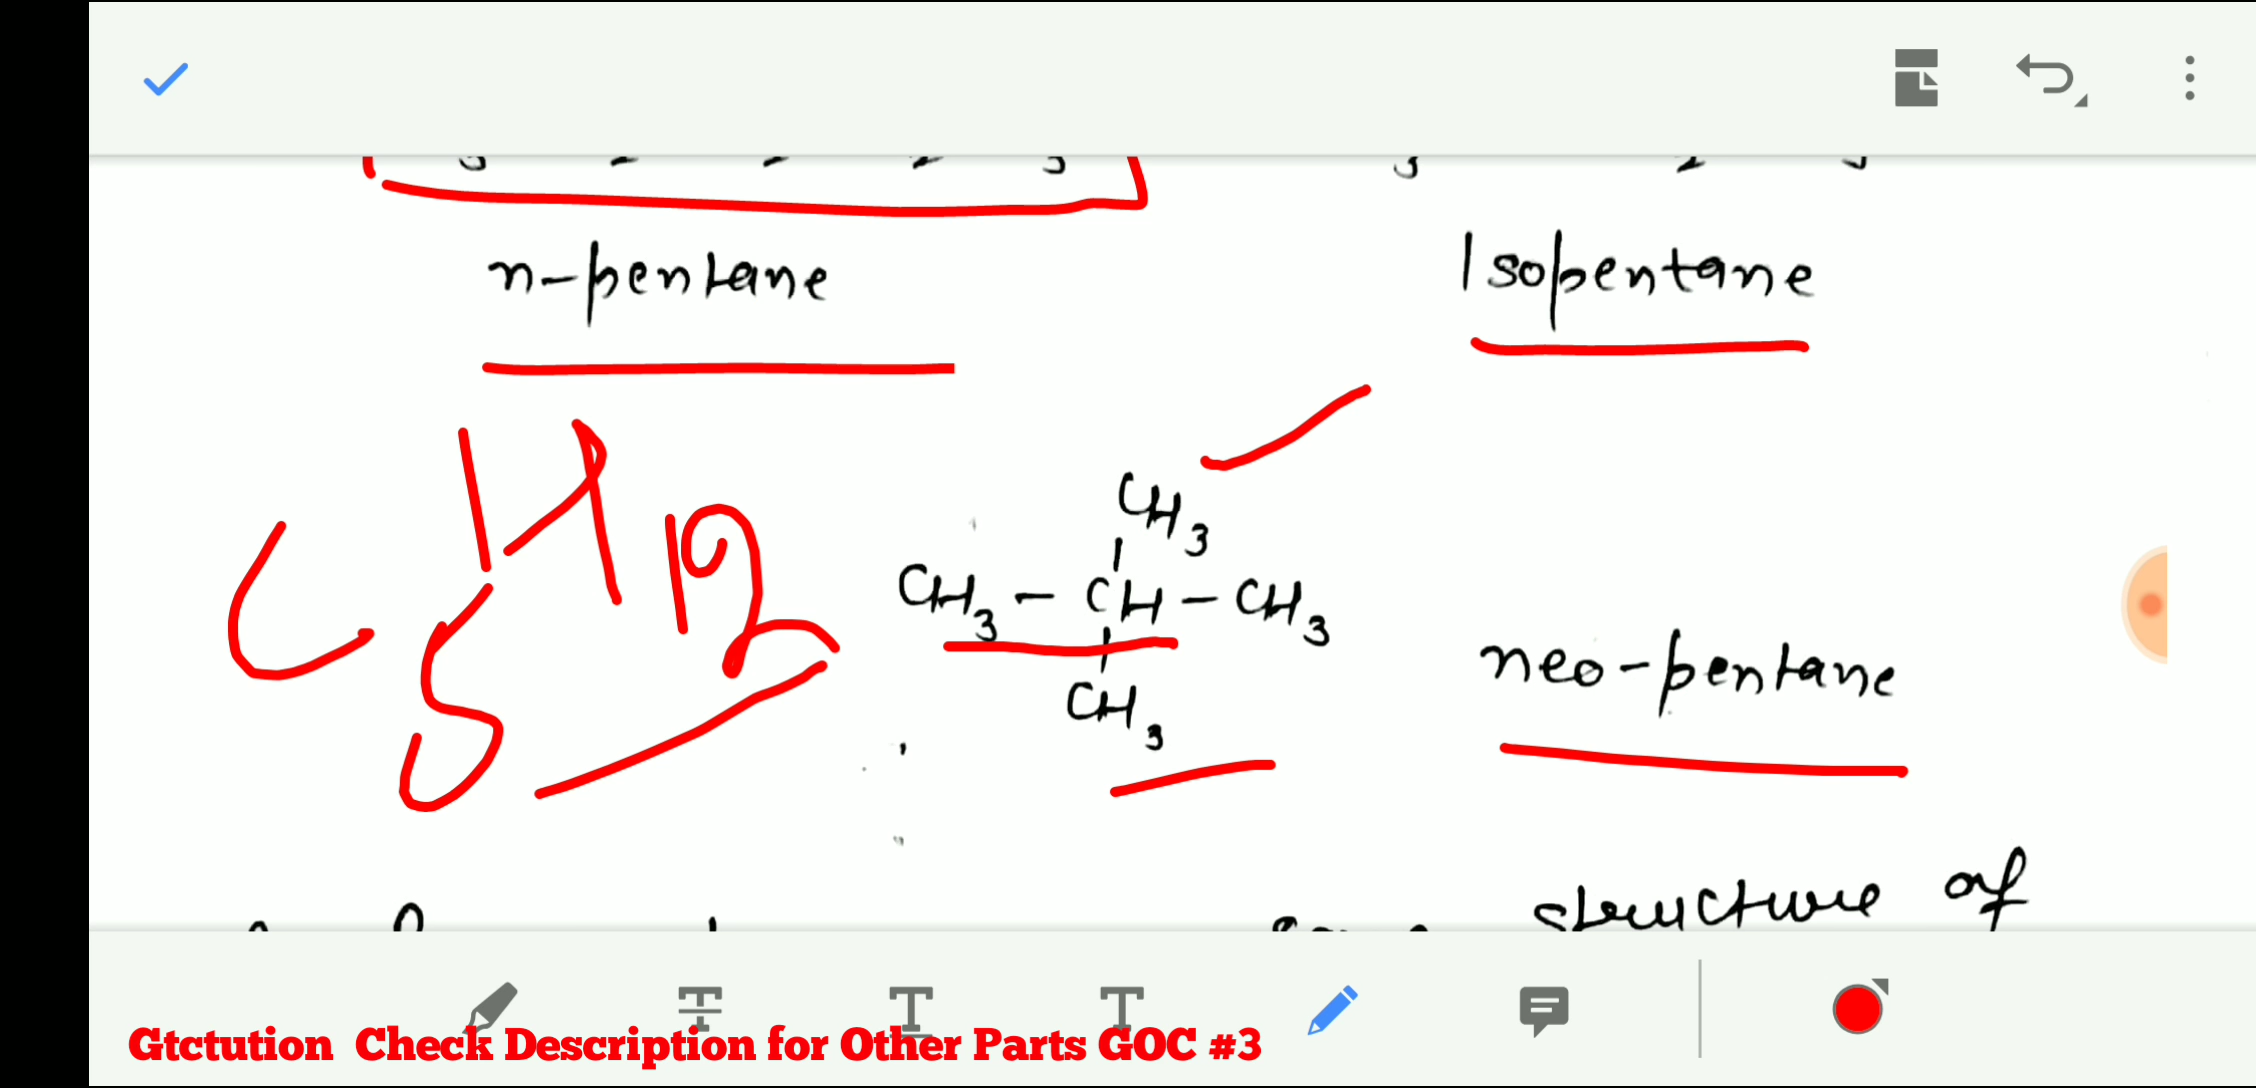 n-pentane Isopentane
C5H12
CH3
CH3 - CH - CH3
CH3
neo-pentane
structure of
Gtctution Check Description for Other Parts GOC #3